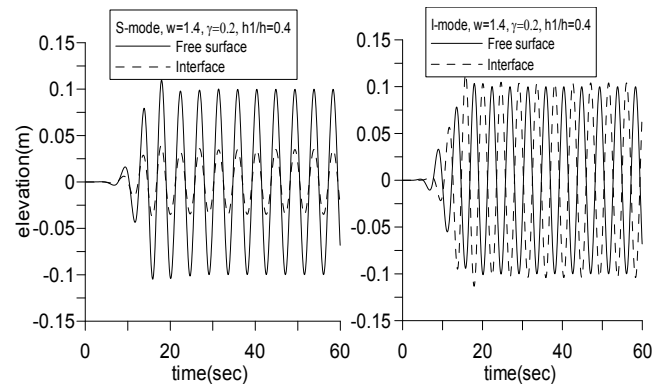 S-mode, w=1.4, γ=0.2, h1/h=0.4
Free surface
Interface
0.15
0.1
0.05
0
-0.05
-0.1
-0.15
elevation(m)
0 20 40 60
time(sec)
I-mode, w=1.4, γ=0.2, h1/h=0.4
Free surface
Interface
0.15
0.10
0.05
0
-0.05
-0.1
-0.15
0 20 40 60
time(sec)